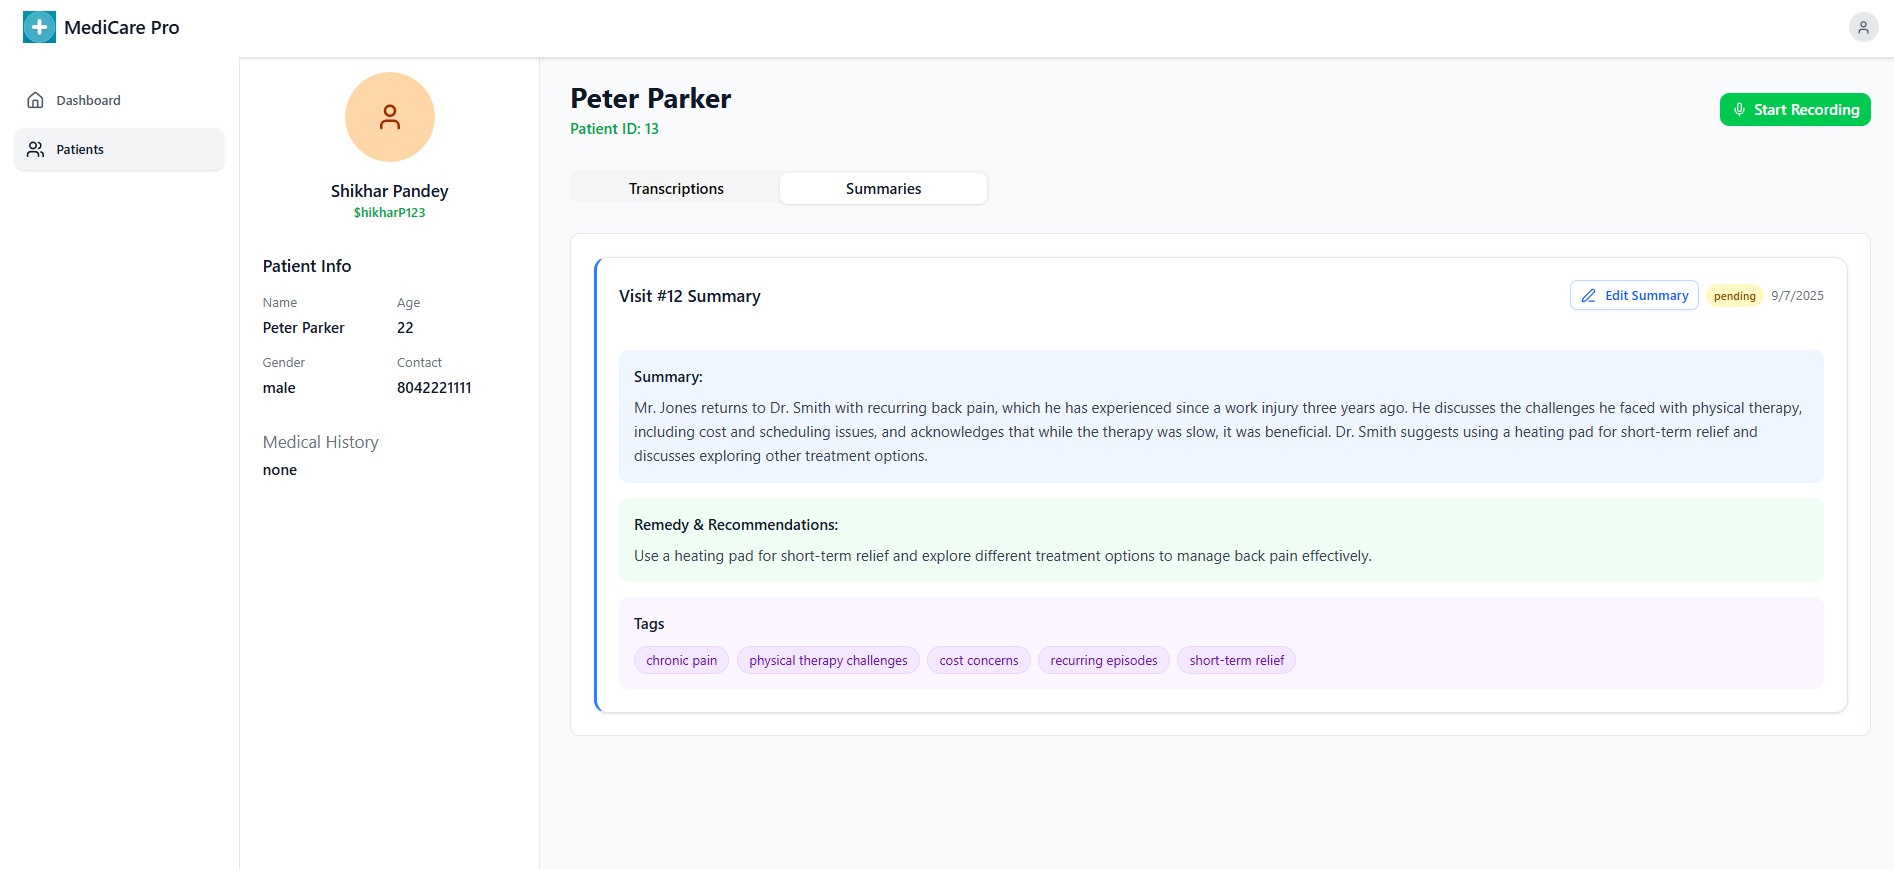 MediCare Pro
Dashboard
Patients
Shikhar Pandey
$hikharP123
Patient Info
Name Age
Peter Parker 22
Gender Contact
male 8042221111
Medical History
none
Peter Parker
Patient ID: 13
Start Recording
Transcriptions Summaries
Visit #12 Summary
Edit Summary pending 9/7/2025
Summary:
Mr. Jones returns to Dr. Smith with recurring back pain, which he has experienced since a work injury three years ago. He discusses the challenges he faced with physical therapy,
including cost and scheduling issues, and acknowledges that while the therapy was slow, it was beneficial. Dr. Smith suggests using a heating pad for short-term relief and
discusses exploring other treatment options.
Remedy & Recommendations:
Use a heating pad for short-term relief and explore different treatment options to manage back pain effectively.
Tags
chronic pain physical therapy challenges cost concerns recurring episodes short-term relief